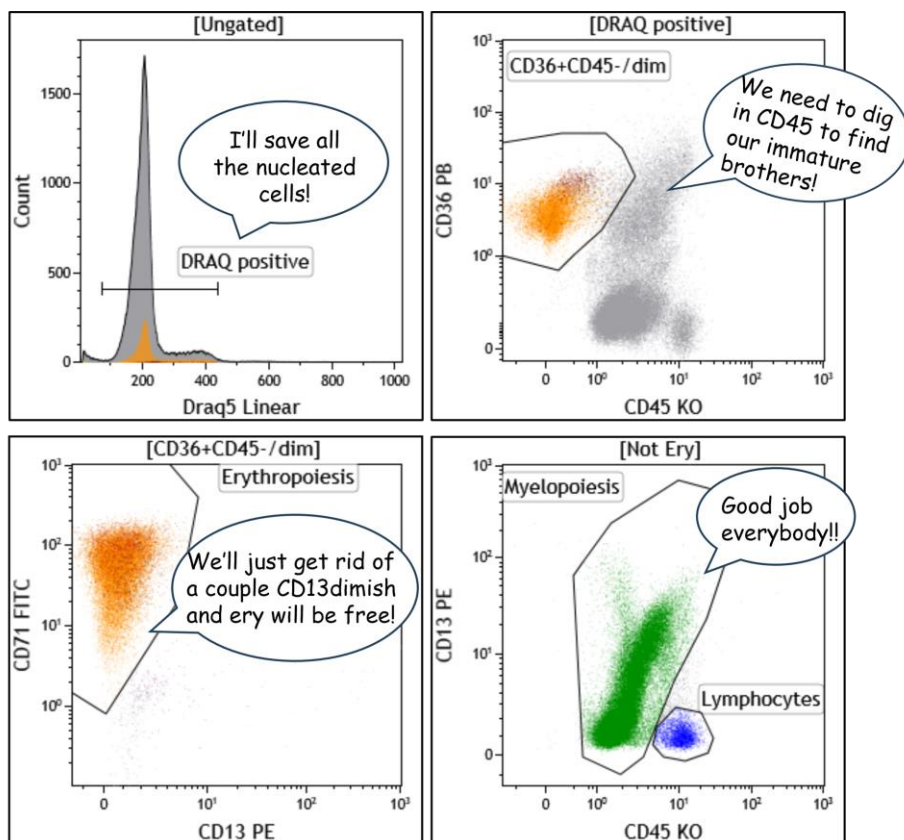 [Ungated]
1500
1000
500
0
Count
I'll save all
the nucleated
cells!
DRAQ positive
200
400
600
800
1000
Draq5 Linear
[DRAQ positive]
10³
10²
10¹
10⁰
0
CD36 PB
CD36+CD45-/dim
We need to dig
in CD45 to find
our immature
brothers!
0
10⁰
10¹
10²
10³
CD45 KO
[CD36+CD45-/dim]
10³
10²
10¹
10⁰
CD71 FITC
Erythropoiesis
We'll just get rid of
a couple CD13dimish
and ery will be free!
0
10¹
10²
10³
CD13 PE
[Not Ery]
10³
10²
10¹
10⁰
0
CD13 PE
Myelopoiesis
Good job
everybody!!
Lymphocytes
0
10⁰
10¹
10²
10³
CD45 KO